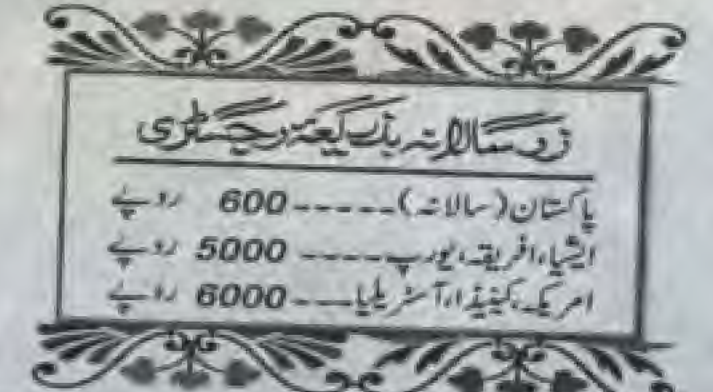 زرِ سالانہ بذریعہ رجسٹری
پاکستان (سالانہ)-----600 روپے
ایشیا، افریقہ، یورپ-----5000 روپے
امریکہ، کینیڈا، آسٹریلیا----6000 روپے